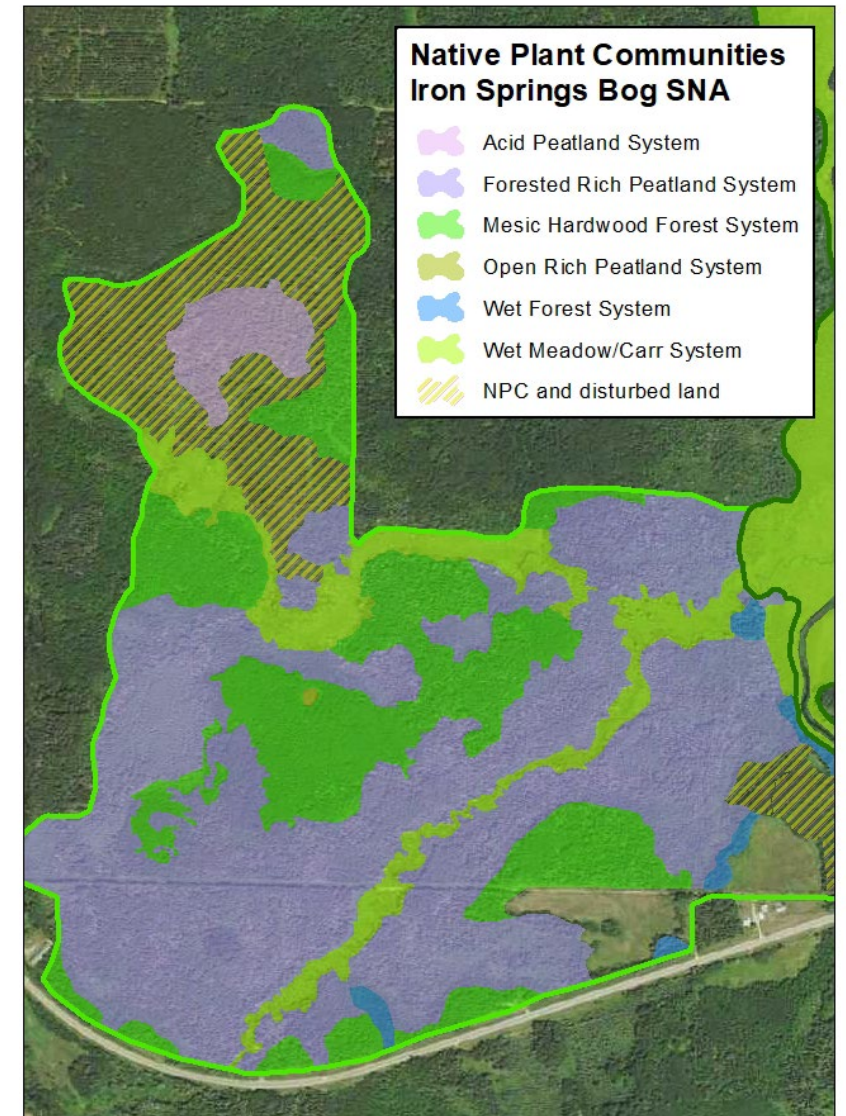 Native Plant Communities
Iron Springs Bog SNA
Acid Peatland System
Forested Rich Peatland System
Mesic Hardwood Forest System
Open Rich Peatland System
Wet Forest System
Wet Meadow/Carr System
NPC and disturbed land